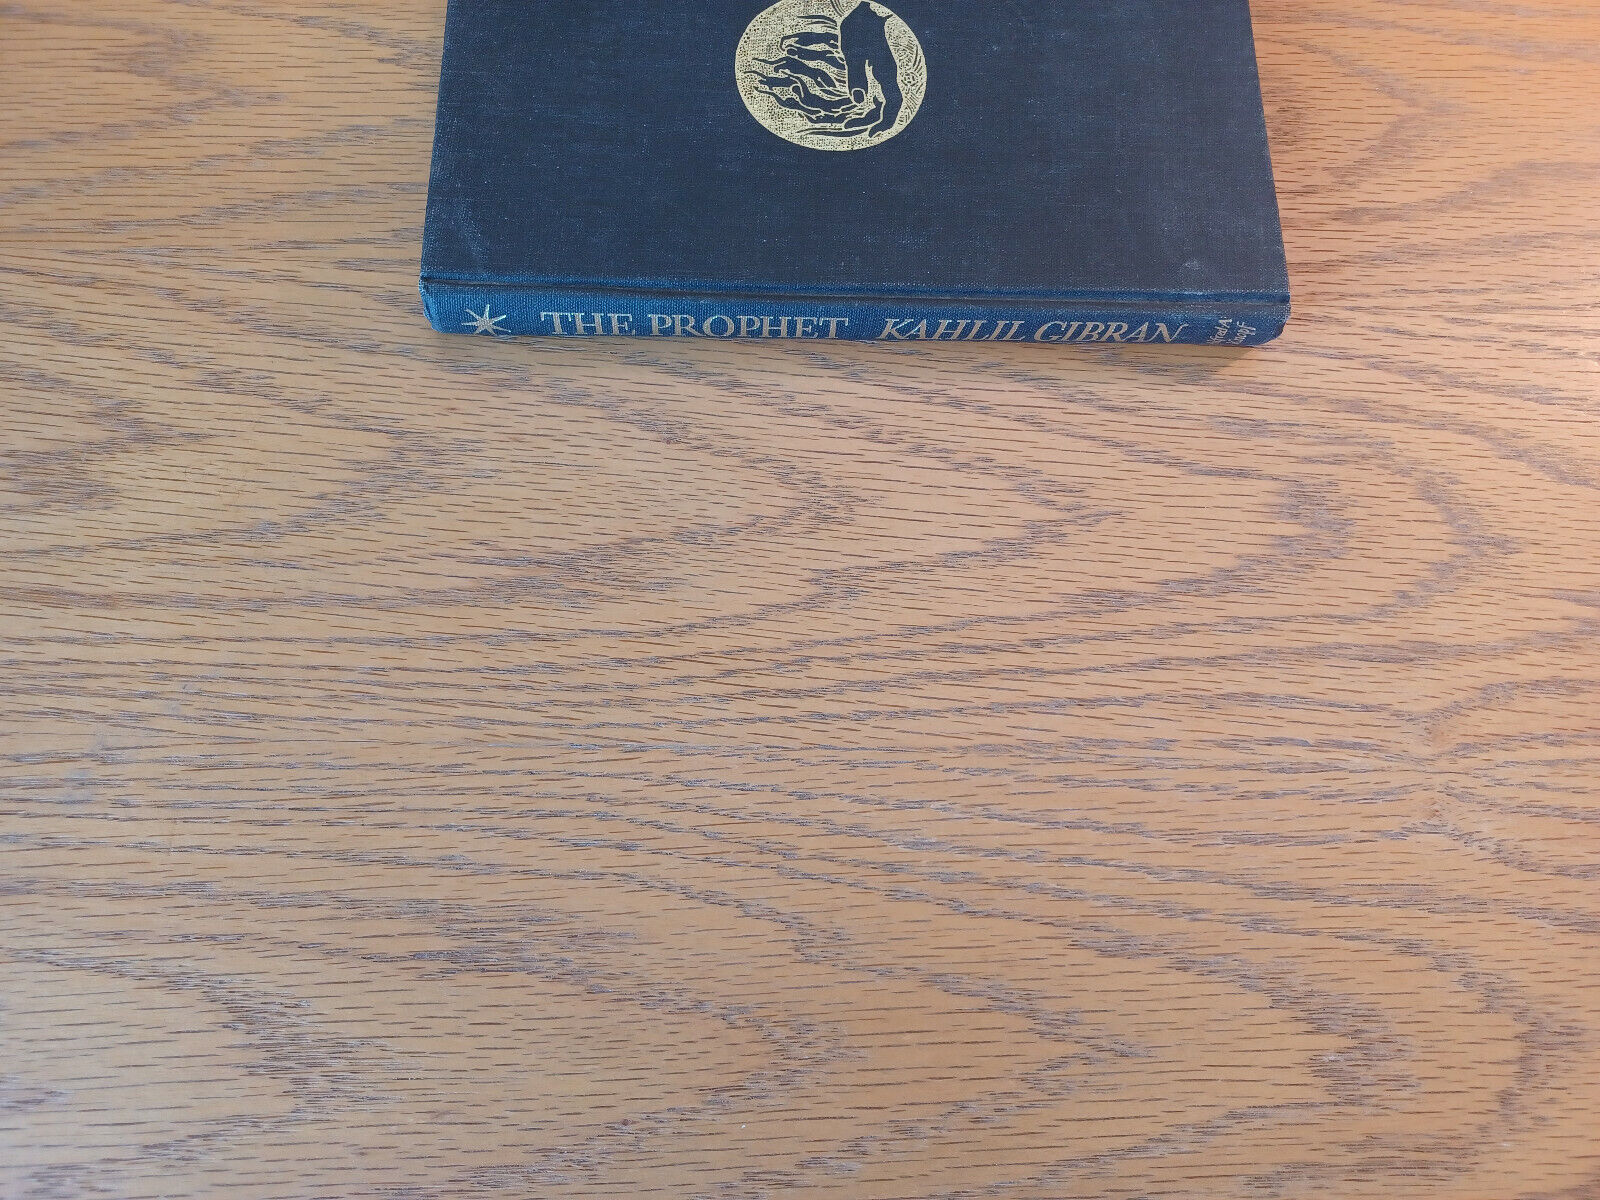 THE PROPHET KAHLIL GIBRAN